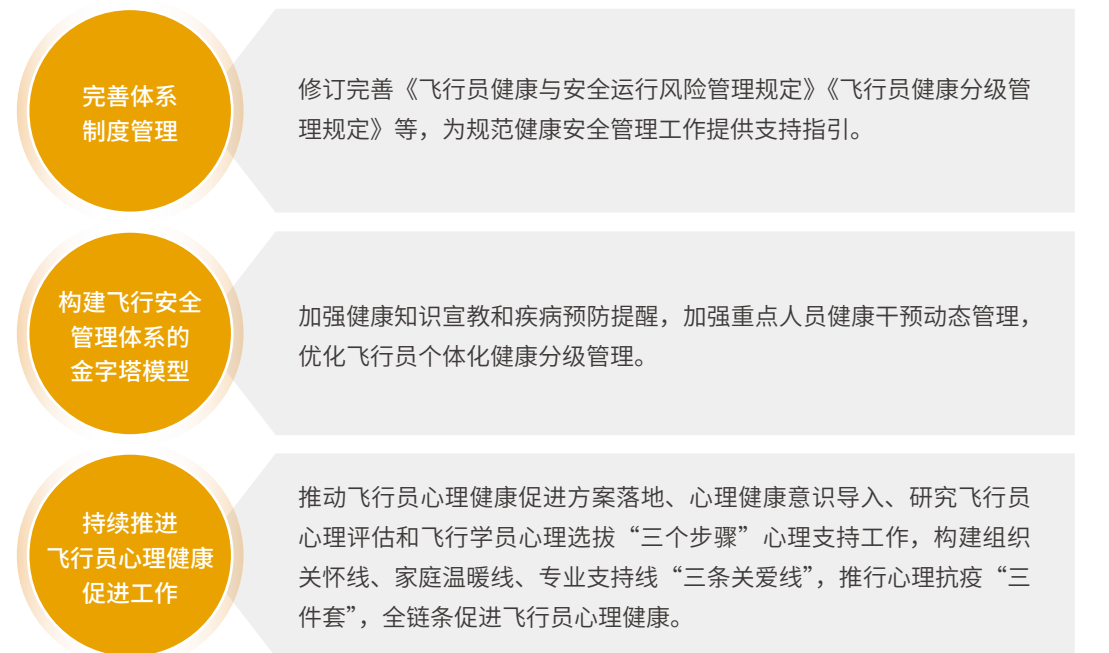 完善体系
制度管理
修订完善《飞行员健康与安全运行风险管理规定》《飞行员健康分级管
理规定》等，为规范健康安全管理工作提供支持指引。
构建飞行安全
管理体系的
金字塔模型
加强健康知识宣教和疾病预防提醒，加强重点人员健康干预动态管理，
优化飞行员个体化健康分级管理。
持续推进
飞行员心理健康
促进工作
推动飞行员心理健康促进方案落地、心理健康意识导入、研究飞行员
心理评估和飞行学员心理选拔“三个步骤”心理支持工作，构建组织
关怀线、家庭温暖线、专业支持线“三条关爱线”，推行心理抗疫“三
件套”，全链条促进飞行员心理健康。